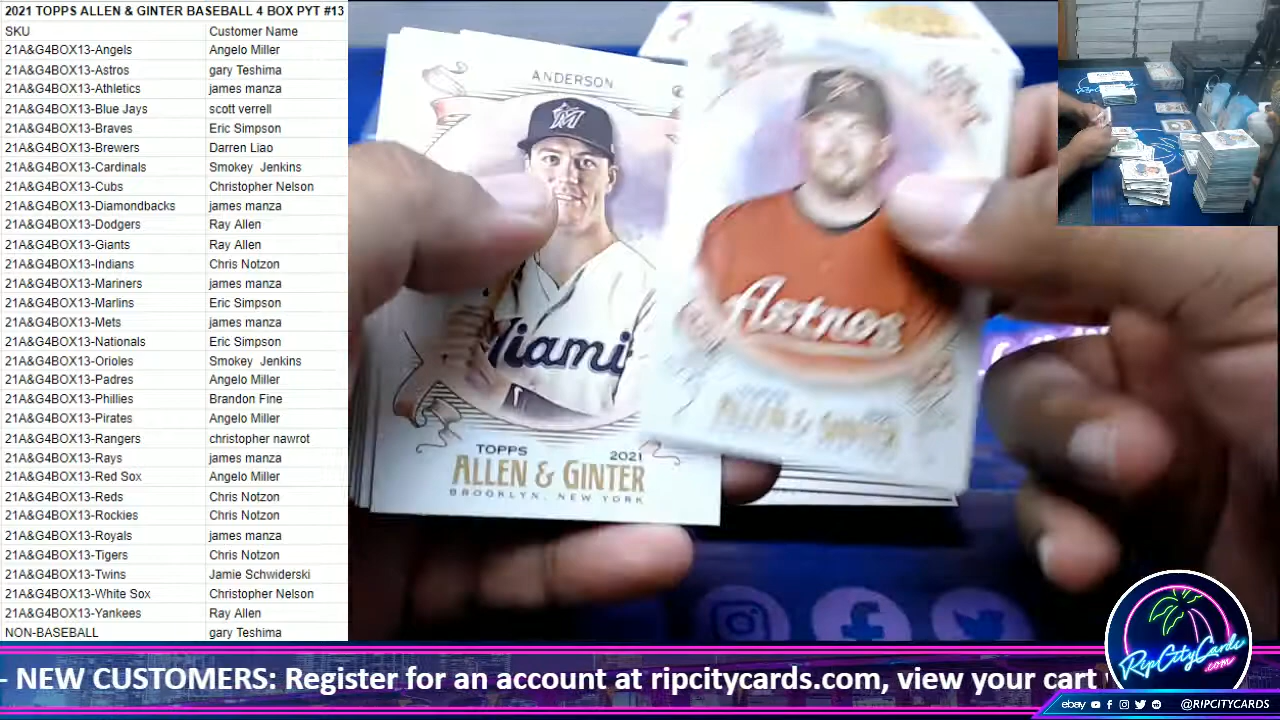 2021 TOPPS ALLEN & GINTER BASEBALL 4 BOX PYT #13
SKU Customer Name
21A&G4BOX13-Angels Angelo Miller
21A&G4BOX13-Astros gary Teshima
21A&G4BOX13-Athletics james manza
21A&G4BOX13-Blue Jays scott verrell
21A&G4BOX13-Braves Eric Simpson
21A&G4BOX13-Brewers Darren Liao
21A&G4BOX13-Cardinals Smokey  Jenkins
21A&G4BOX13-Cubs Christopher Nelson
21A&G4BOX13-Diamondbacks james manza
21A&G4BOX13-Dodgers Ray Allen
21A&G4BOX13-Giants Ray Allen
21A&G4BOX13-Indians Chris Notzon
21A&G4BOX13-Mariners james manza
21A&G4BOX13-Marlins Eric Simpson
21A&G4BOX13-Mets james manza
21A&G4BOX13-Nationals Eric Simpson
21A&G4BOX13-Orioles Smokey  Jenkins
21A&G4BOX13-Padres Angelo Miller
21A&G4BOX13-Phillies Brandon Fine
21A&G4BOX13-Pirates Angelo Miller
21A&G4BOX13-Rangers christopher nawrot
21A&G4BOX13-Rays james manza
21A&G4BOX13-Red Sox Angelo Miller
21A&G4BOX13-Reds Chris Notzon
21A&G4BOX13-Rockies Chris Notzon
21A&G4BOX13-Royals james manza
21A&G4BOX13-Tigers Chris Notzon
21A&G4BOX13-Twins Jamie Schwiderski
21A&G4BOX13-White Sox Christopher Nelson
21A&G4BOX13-Yankees Ray Allen
NON-BASEBALL gary Teshima
ANDERSON
Miami
TOPPS 2021
ALLEN & GINTER
BROOKLYN, NEW YORK
Astros
ALLEN & GINTER
- NEW CUSTOMERS: Register for an account at ripcitycards.com, view your cart
RipCityCards
.com
ebay @RIPCITYCARDS